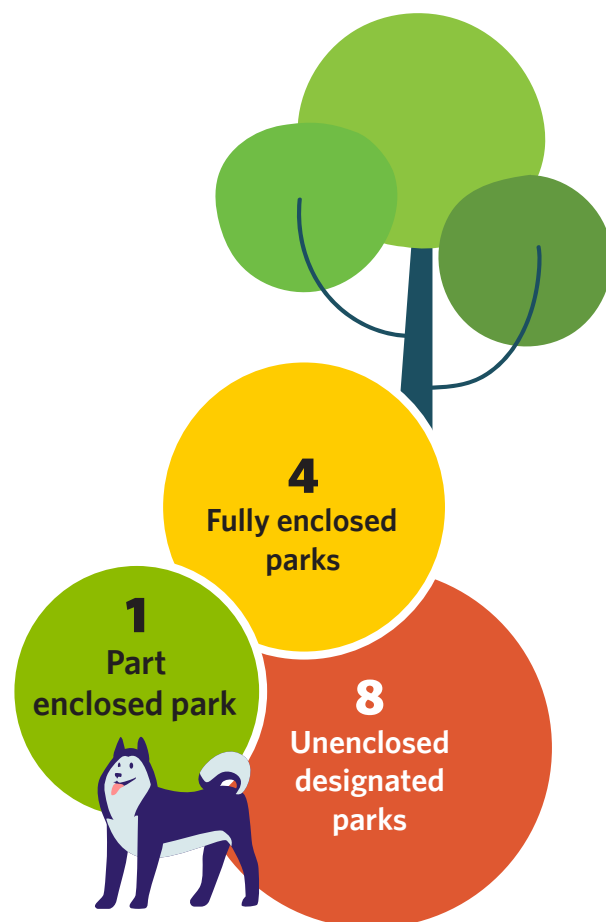 4
Fully enclosed
parks
1
Part
enclosed park
8
Unenclosed
designated
parks